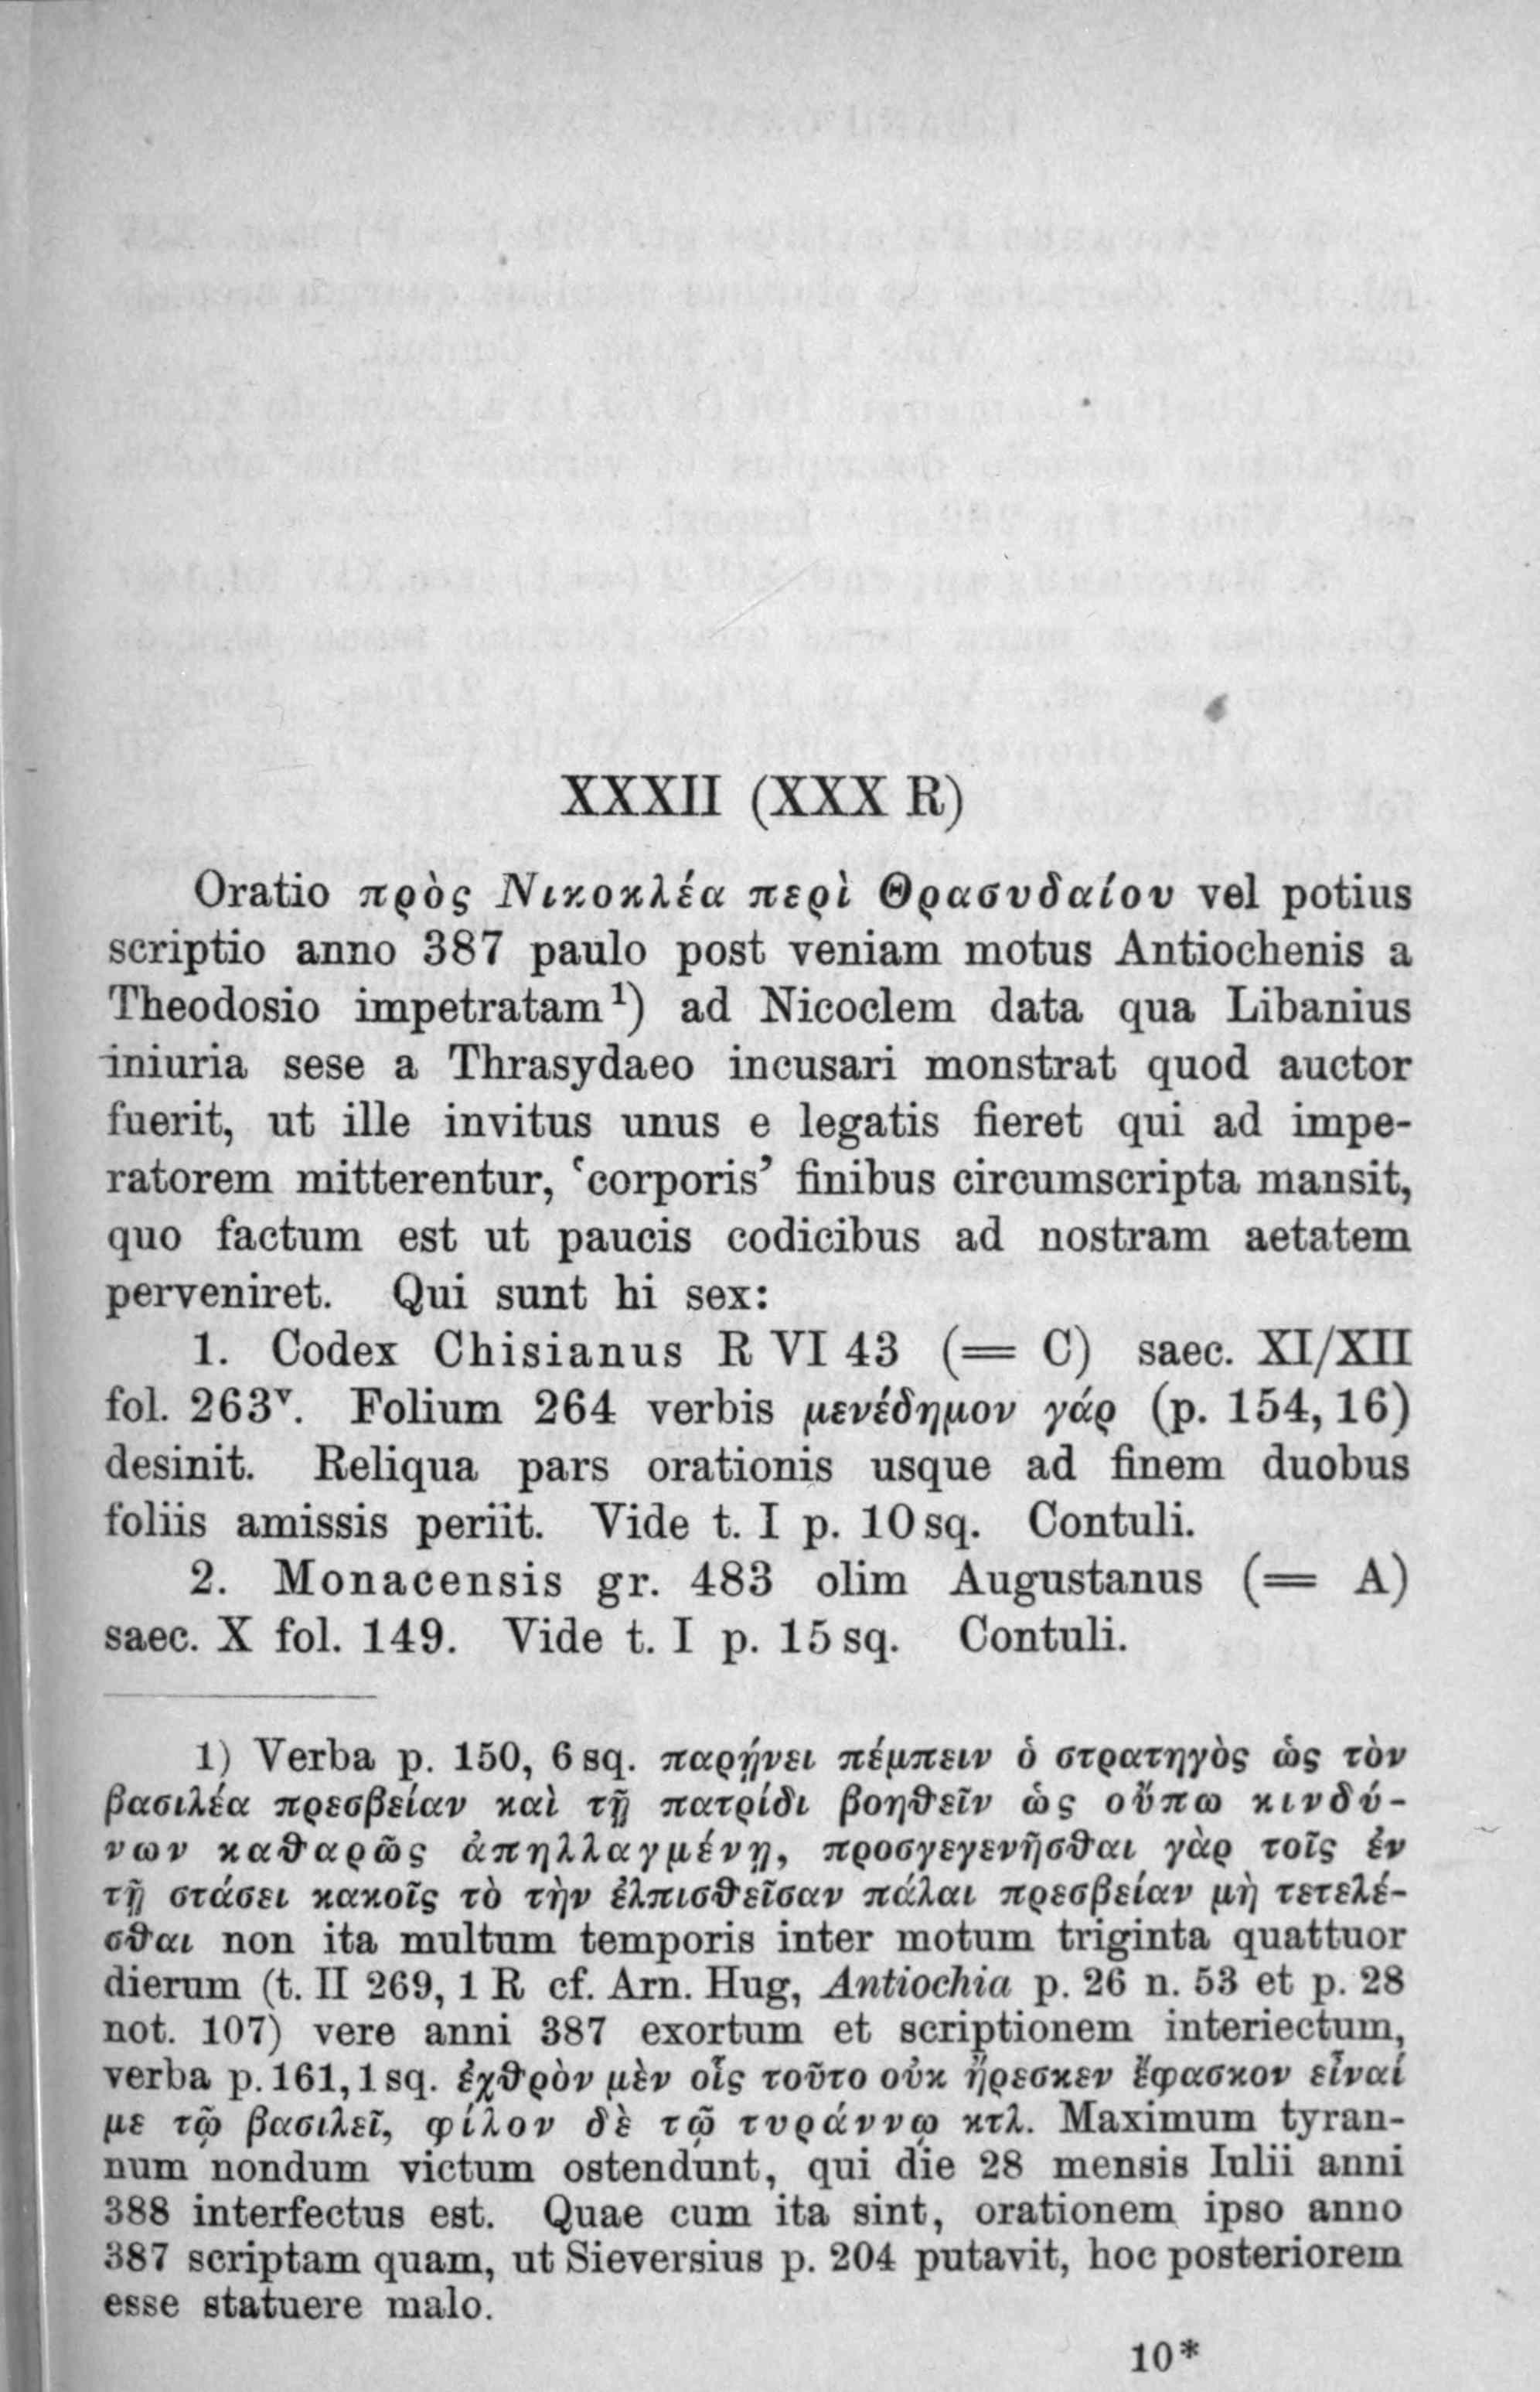 XXXII (XXX R)
Oratio πρὸς Νικοκλέα περὶ Θρασυδαίου vel potius
scriptio anno 387 paulo post veniam motus Antiochenis a
Theodosio impetratam¹) ad Nicoclem data qua Libanius
iniuria sese a Thrasydaeo incusari monstrat quod auctor
fuerit, ut ille invitus unus e legatis fieret qui ad impe-
ratorem mitterentur, ‘corporis’ finibus circumscripta mansit,
quo factum est ut paucis codicibus ad nostram aetatem
perveniret. Qui sunt hi sex:
1. Codex Chisianus R VI 43 (= C) saec. XI/XII
fol. 263ᵛ. Folium 264 verbis μενέδημον γάρ (p. 154, 16)
desinit. Reliqua pars orationis usque ad finem duobus
foliis amissis periit. Vide t. I p. 10 sq. Contuli.
2. Monacensis gr. 483 olim Augustanus (= A)
saec. X fol. 149. Vide t. I p. 15 sq. Contuli.
1) Verba p. 150, 6 sq. παρῄνει πέμπειν ὁ στρατηγὸς ὡς τὸν
βασιλέα πρεσβείαν καὶ τῇ πατρίδι βοηθεῖν ὡς οὔπω κινδύ-
νων καθαρῶς ἀπηλλαγμένῃ, προσγεγενῆσθαι γὰρ τοῖς ἐν
τῇ στάσει κακοῖς τὸ τὴν ἐλπισθεῖσαν πάλαι πρεσβείαν μὴ τετελέ-
σθαι non ita multum temporis inter motum triginta quattuor
dierum (t. II 269, 1 R cf. Arn. Hug, Antiochia p. 26 n. 53 et p. 28
not. 107) vere anni 387 exortum et scriptionem interiectum,
verba p. 161, 1 sq. ἐχθρὸν μὲν οἷς τοῦτο οὐκ ἤρεσκεν ἔφασκον εἶναί
με τῷ βασιλεῖ, φίλον δὲ τῷ τυράννῳ κτλ. Maximum tyran-
num nondum victum ostendunt, qui die 28 mensis Iulii anni
388 interfectus est. Quae cum ita sint, orationem ipso anno
387 scriptam quam, ut Sieversius p. 204 putavit, hoc posteriorem
esse statuere malo.
10*